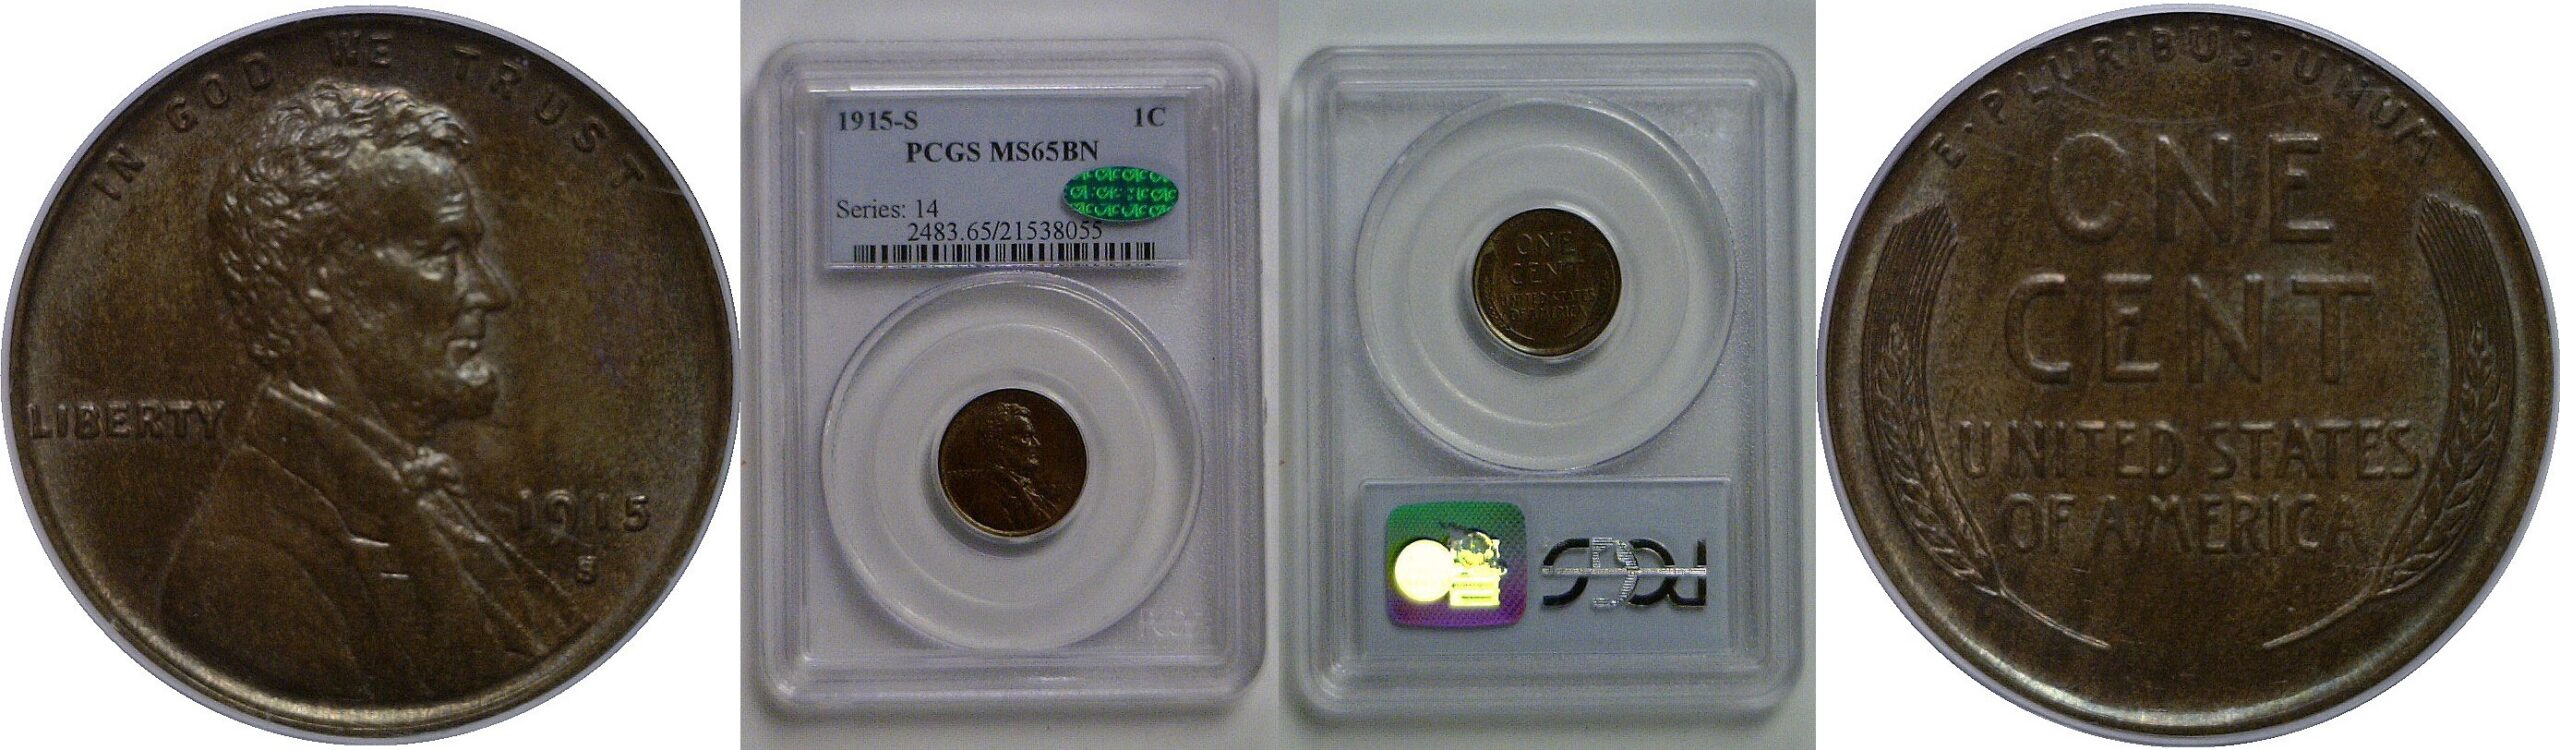 IN GOD WE TRUST
LIBERTY
1915
S
1915-S 1C
PCGS MS65BN
Series: 14
2483.65/21538055
ONE
CENT
UNITED STATES
OF AMERICA
PCGS
E·PLURIBUS·UNUM
ONE
CENT
UNITED STATES
OF AMERICA